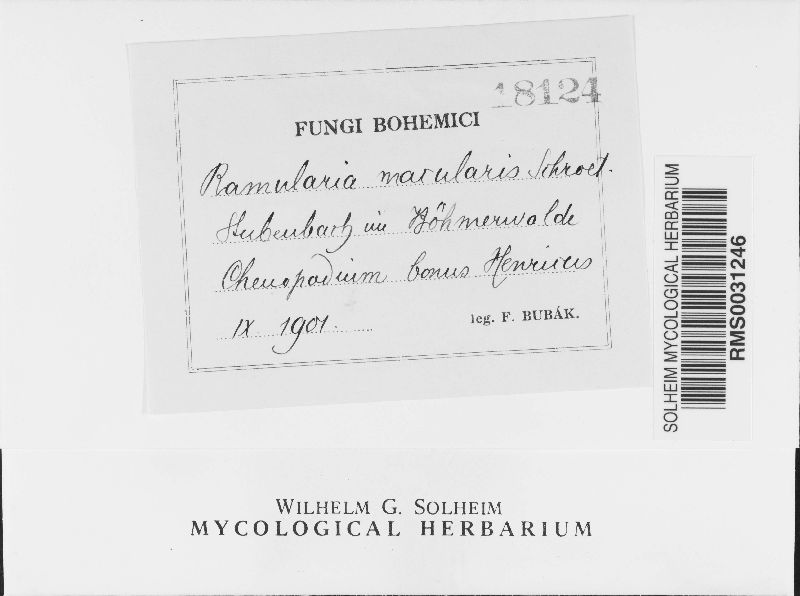 18124
FUNGI BOHEMICI
Ramularia macularis Schroet.
Stubenbach im Böhmerwalde
Chenopodium bonus Henricus
IX 1901.
leg. F. BUBÁK.
SOLHEIM MYCOLOGICAL HERBARIUM
RMS0031246
WILHELM G. SOLHEIM
MYCOLOGICAL HERBARIUM